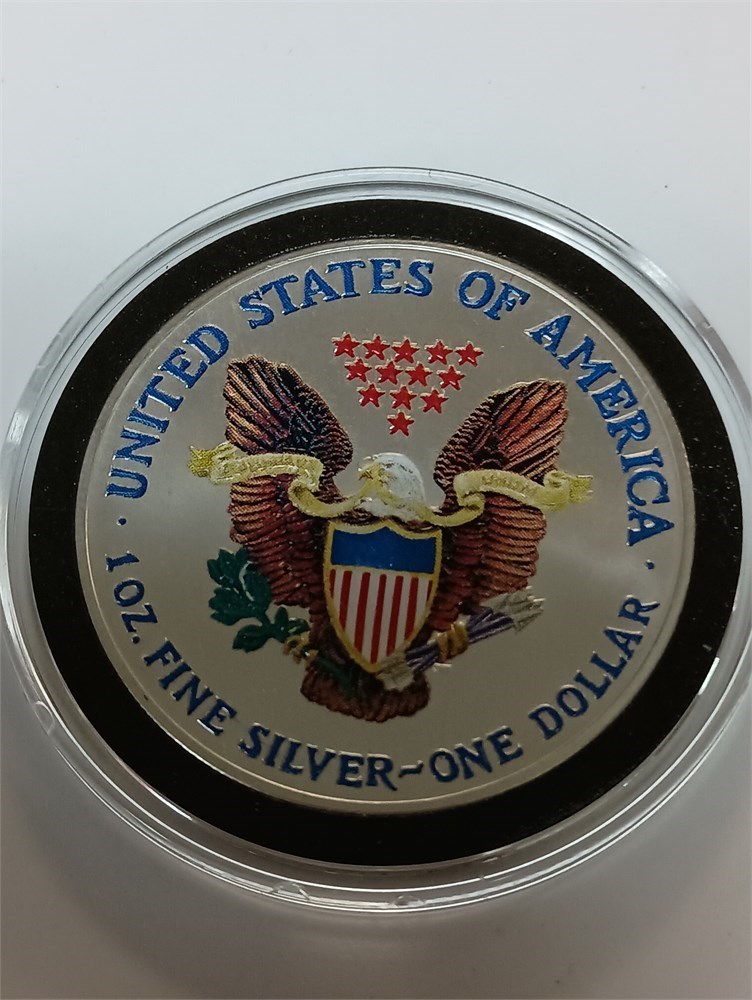 UNITED STATES OF AMERICA
1 OZ. FINE SILVER~ONE DOLLAR